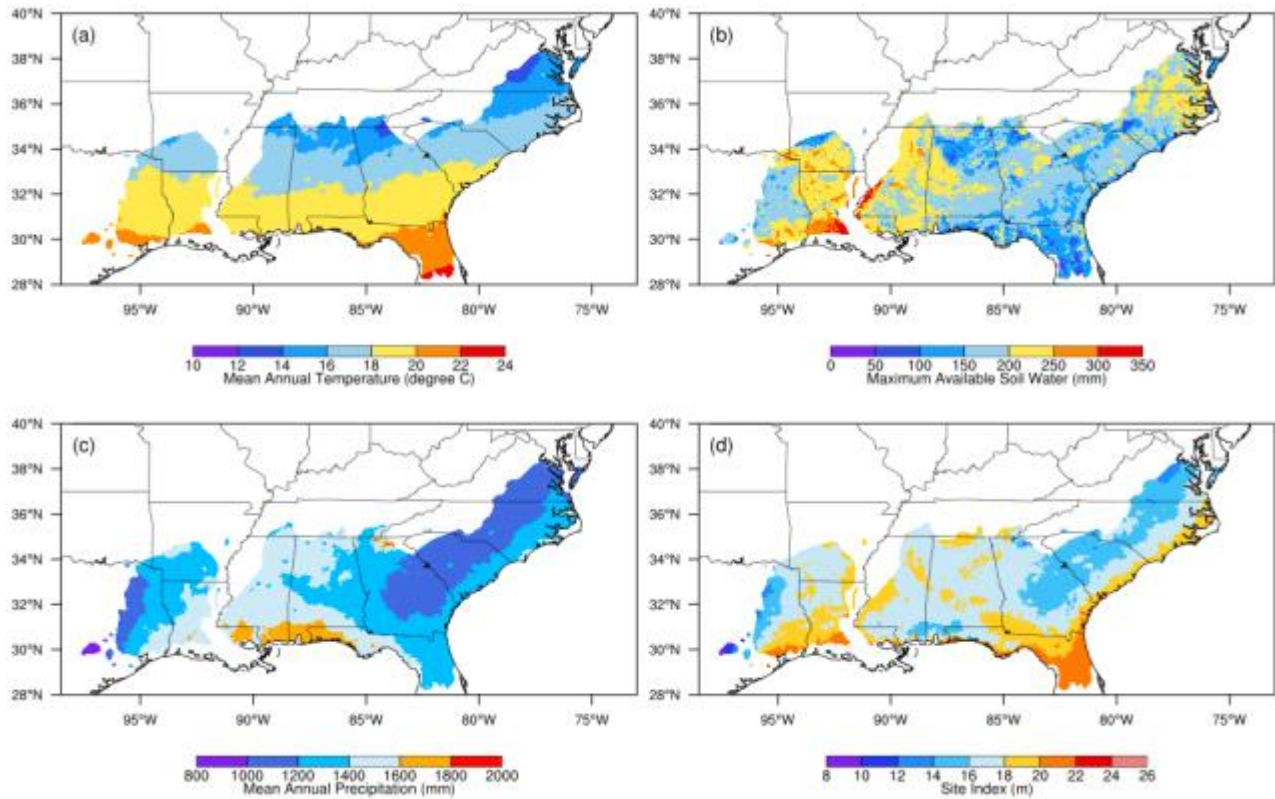 40°N
38°N
36°N
34°N
32°N
30°N
28°N
(a)
95°W 90°W 85°W 80°W 75°W
10 12 14 16 18 20 22 24
Mean Annual Temperature (degree C)
40°N
38°N
36°N
34°N
32°N
30°N
28°N
(b)
95°W 90°W 85°W 80°W 75°W
0 50 100 150 200 250 300 350
Maximum Available Soil Water (mm)
40°N
38°N
36°N
34°N
32°N
30°N
28°N
(c)
95°W 90°W 85°W 80°W 75°W
800 1000 1200 1400 1600 1800 2000
Mean Annual Precipitation (mm)
40°N
38°N
36°N
34°N
32°N
30°N
28°N
(d)
95°W 90°W 85°W 80°W 75°W
8 10 12 14 16 18 20 22 24 26
Site Index (m)